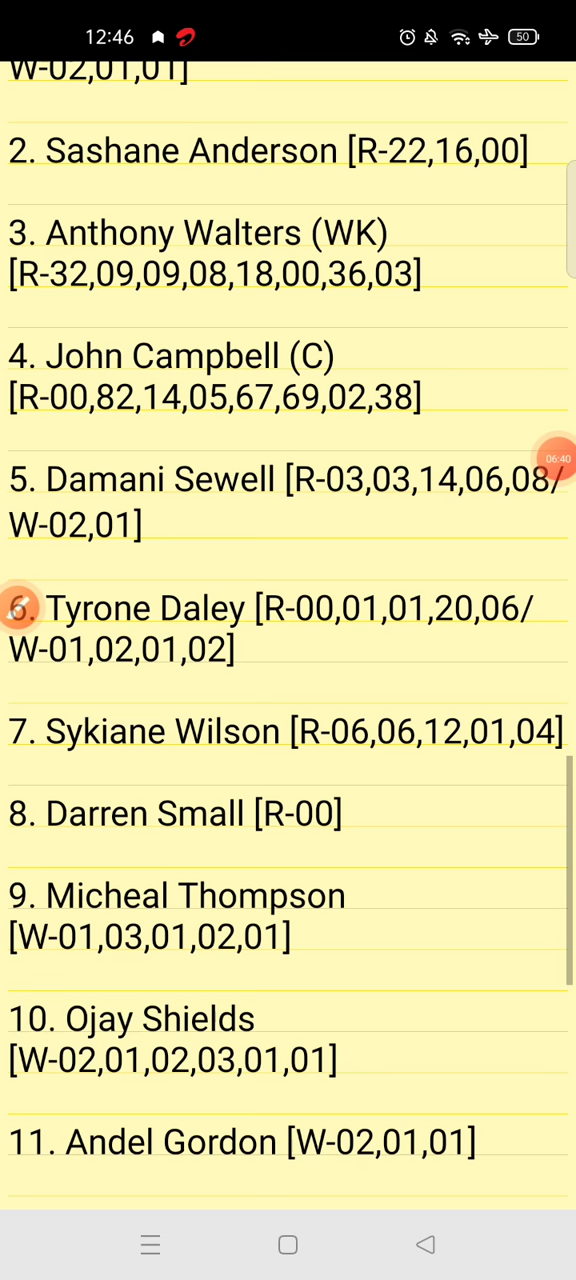 12:46
50
W-02,01,01]
2. Sashane Anderson [R-22,16,00]
3. Anthony Walters (WK)
[R-32,09,09,08,18,00,36,03]
4. John Campbell (C)
[R-00,82,14,05,67,69,02,38]
06:40
5. Damani Sewell [R-03,03,14,06,08/
W-02,01]
6. Tyrone Daley [R-00,01,01,20,06/
W-01,02,01,02]
7. Sykiane Wilson [R-06,06,12,01,04]
8. Darren Small [R-00]
9. Micheal Thompson
[W-01,03,01,02,01]
10. Ojay Shields
[W-02,01,02,03,01,01]
11. Andel Gordon [W-02,01,01]